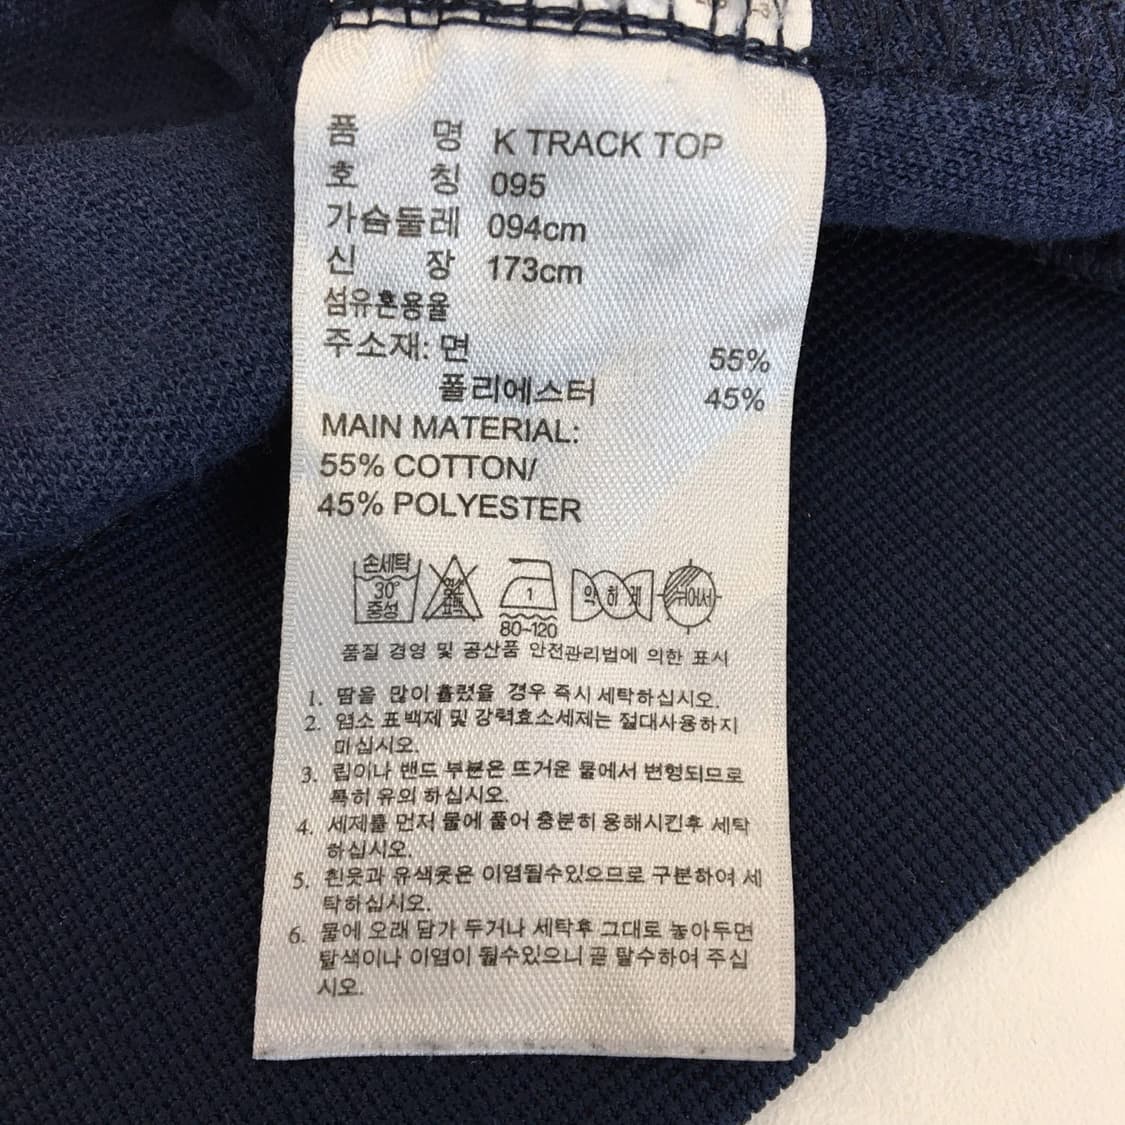 품 명 K TRACK TOP
호 칭 095
가슴둘레 094cm
신 장 173cm
섬유혼용율
주소재: 면 55%
폴리에스터 45%
MAIN MATERIAL:
55% COTTON/
45% POLYESTER
손세탁 30° 중성 염소 표백 1 80~120 약하게 뉘어서
품질 경영 및 공산품 안전관리법에 의한 표시
1. 땀을 많이 흘렸을 경우 즉시 세탁하십시오.
2. 염소 표백제 및 강력효소세제는 절대사용하지
마십시오.
3. 립이나 밴드 부분은 뜨거운 물에서 변형되므로
특히 유의 하십시오.
4. 세제를 먼저 물에 풀어 충분히 용해시킨후 세탁
하십시오.
5. 흰옷과 유색옷은 이염될수있으므로 구분하여 세
탁하십시오.
6. 물에 오래 담가 두거나 세탁후 그대로 놓아두면
탈색이나 이염이 될수있으니 곧 탈수하여 주십
시오.